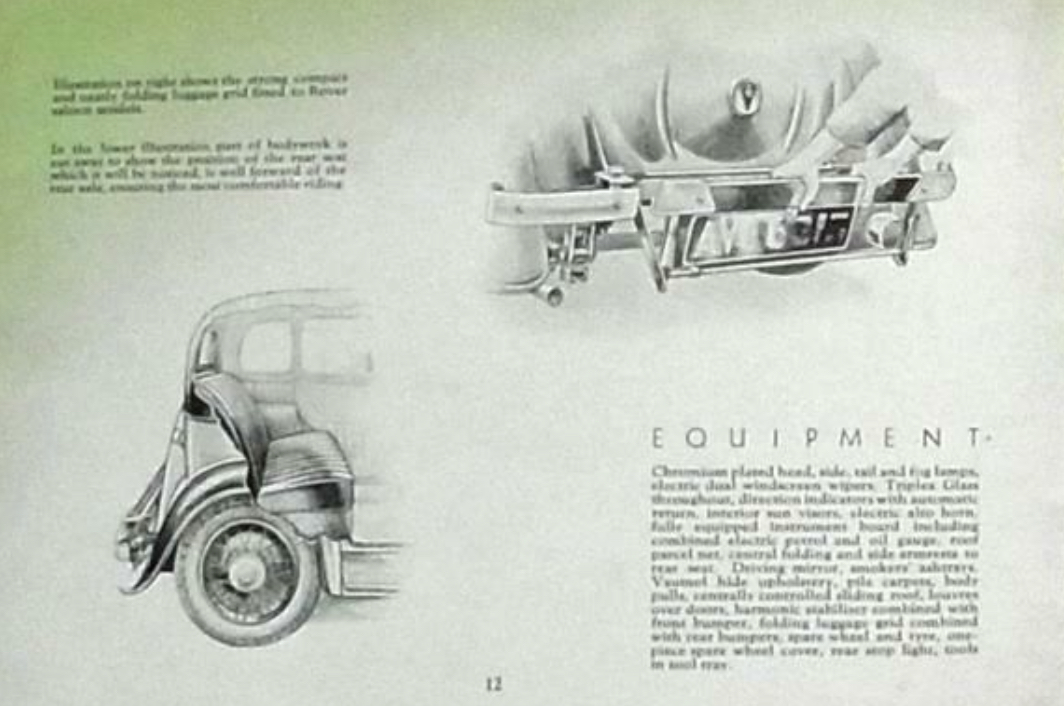 Illustration on right shows the strong compact
and neatly folding luggage grid fitted to Rover
saloon models.
In the lower illustration part of bodywork is
cut away to show the position of the rear seat
which it will be noticed, is well forward of the
rear axle, ensuring the most comfortable riding
EQUIPMENT.
Chromium plated head, side, tail and fog lamps,
electric dual windscreen wipers, Triplex Glass
throughout, direction indicators with automatic
return, interior sun visors, electric alto horn,
fully equipped instrument board including
combined electric petrol and oil gauge, roof
parcel net, central folding and side armrests to
rear seat. Driving mirror, smokers' ashtrays,
Vaumol hide upholstery, pile carpets, body
pulls, centrally controlled sliding roof, louvres
over doors, harmonic stabiliser combined with
front bumper, folding luggage grid combined
with rear bumpers, spare wheel and tyre, one-
piece spare wheel cover, rear stop light, tools
in tool tray.
12